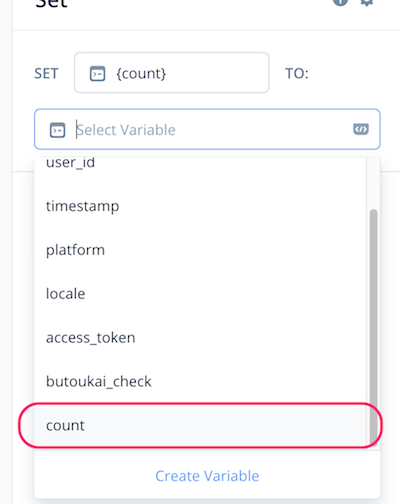 Set
SET {count} TO:
Select Variable
user_id
timestamp
platform
locale
access_token
butoukai_check
count
Create Variable